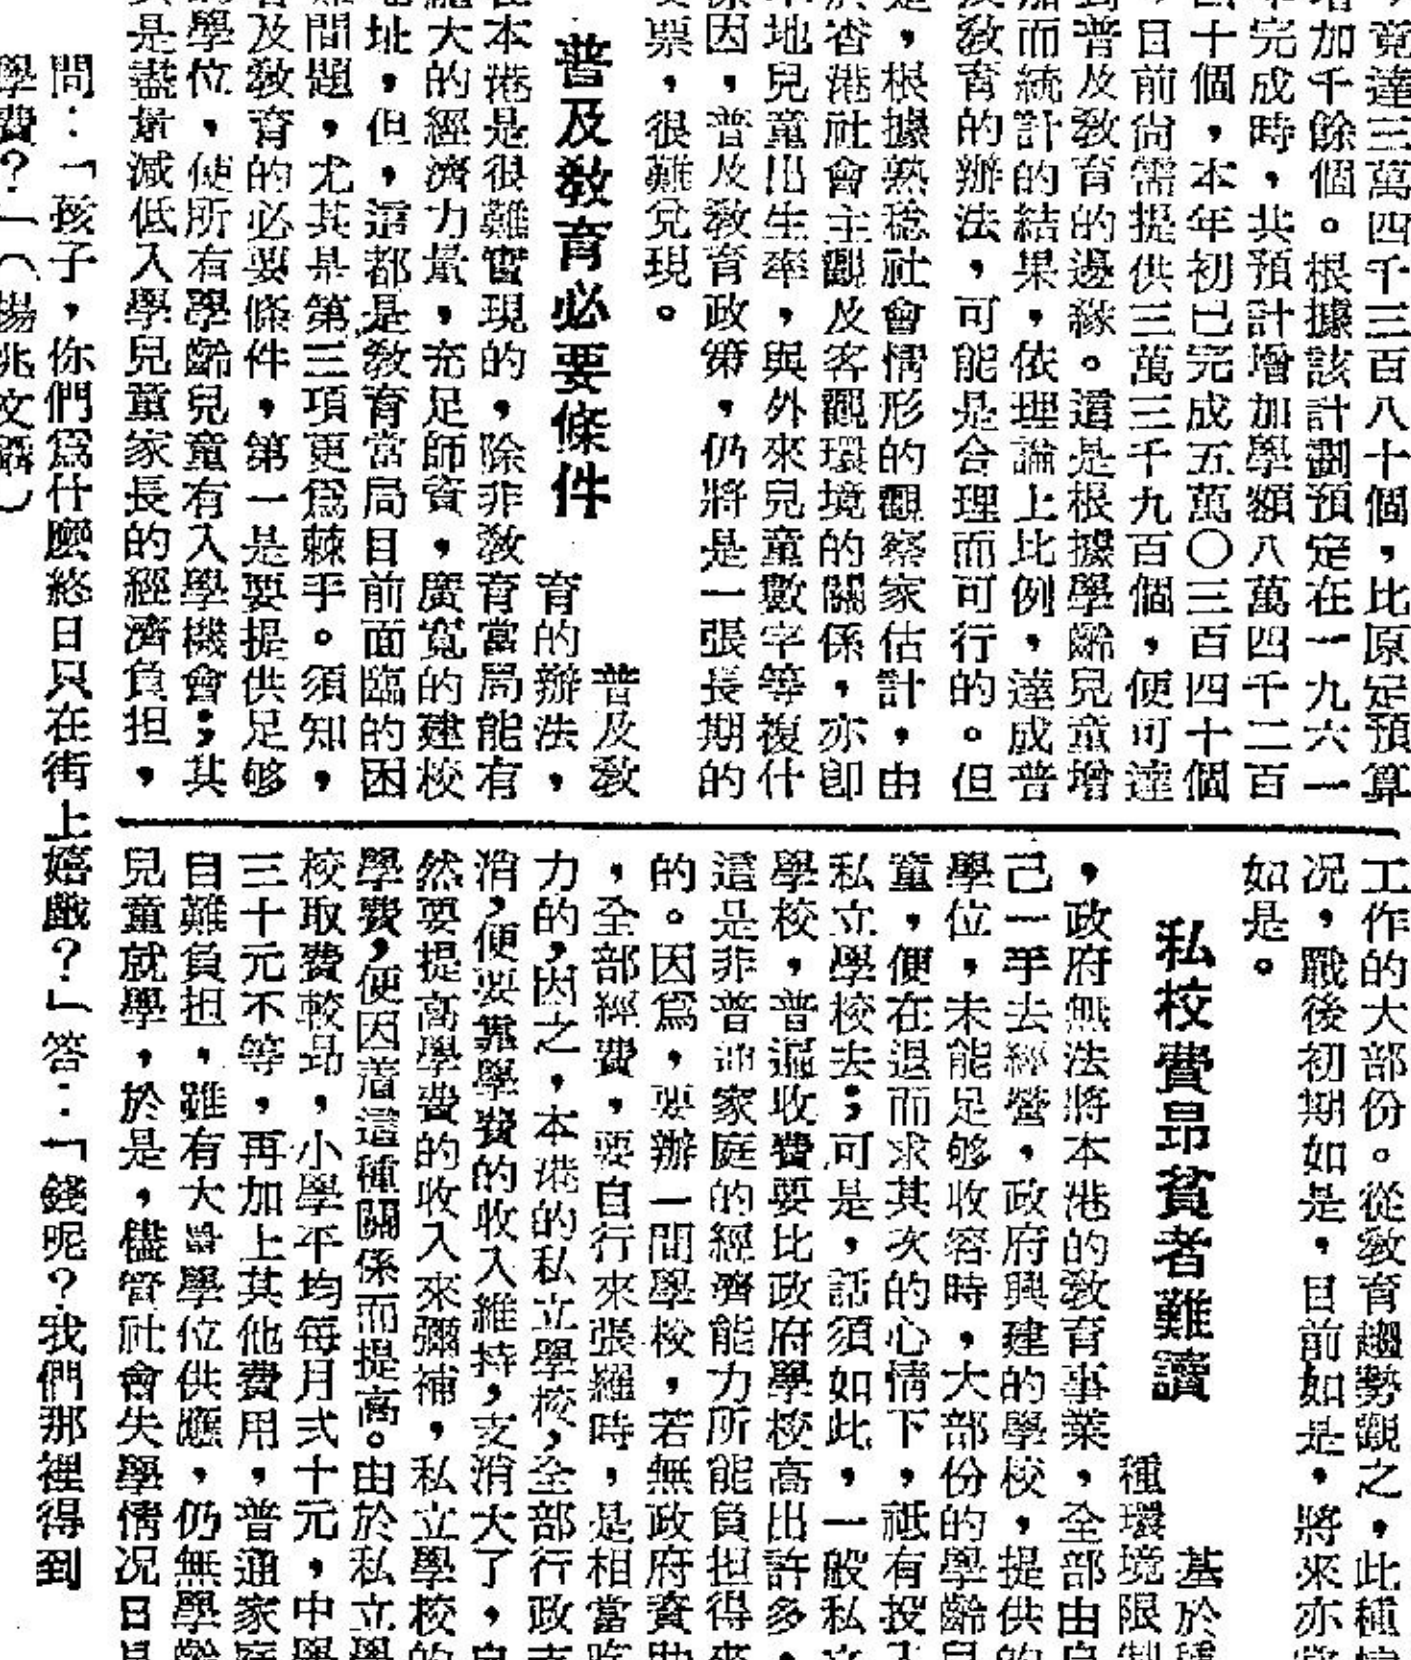 ，竟達三萬四千三百八十個，比原定預算
增加千餘個。根據該計劃預定在一九六一
完成時，共預計增加學額八萬四千二百
四十個，本年初已完成五萬〇三百四十個
，目前尚需提供三萬三千九百個，便可達
到普及教育的邊緣。這是根據學齡兒童增
加而統計的結果，依理論上比例，達成普
及教育的辦法，可能是合理而可行的。但
是，根據熟稔社會情形的觀察家估計，由
於香港社會主觀及客觀環境的關係，亦即
本地兒童出生率，與外來兒童數字等複什
係因，普及教育政策，仍將是一張長期的
支票，很難兌現。
普及教育必要條件
普及教
育的辦法，
在本港是很難實現的，除非教育當局能有
龐大的經濟力量，充足師資，廣寬的建校
地址，但，這都是教育當局目前面臨的困
難問題，尤其是第三項更爲棘手。須知，
普及教育的必要條件，第一是要提供足够
的學位，使所有學齡兒童有入學機會；其
是盡量減低入學兒童家長的經濟負担，
工作的大部份。從教育趨勢觀之，此種情
况，戰後初期如是，目前如是，將來亦當
如是。
私校費昂貧者難讀
基於種
種環境限制
，政府無法將本港的教育事業，全部由自
己一手去經營，政府興建的學校，提供的
學位，未能足够收容時，大部份的學齡兒
童，便在退而求其次的心情下，祗有投入
私立學校去；可是，話須如此，一般私立
學校，普遍收費要比政府學校高出許多，
這是非普通家庭的經濟能力所能負担得來
的。因爲，要辦一間學校，若無政府資助
，全部經費，要自行來張羅時，是相當吃
力的，因之，本港的私立學校，全部行政支
消，便要靠學費的收入維持，支消大了，自
然要提高學費的收入來彌補，私立學校的
學費，便因着這種關係而提高。由於私立學
校取費較昂，小學平均每月弍十元，中學
三十元不等，再加上其他費用，普通家庭
自難負担，雖有大量學位供應，仍無學齡
兒童就學，於是，儘管社會失學情况日
問：「孩子，你們爲什麼悠日只在街上嬉戲？」答：「錢呢？我們那裡得到
學費？」（楊兆文攝）